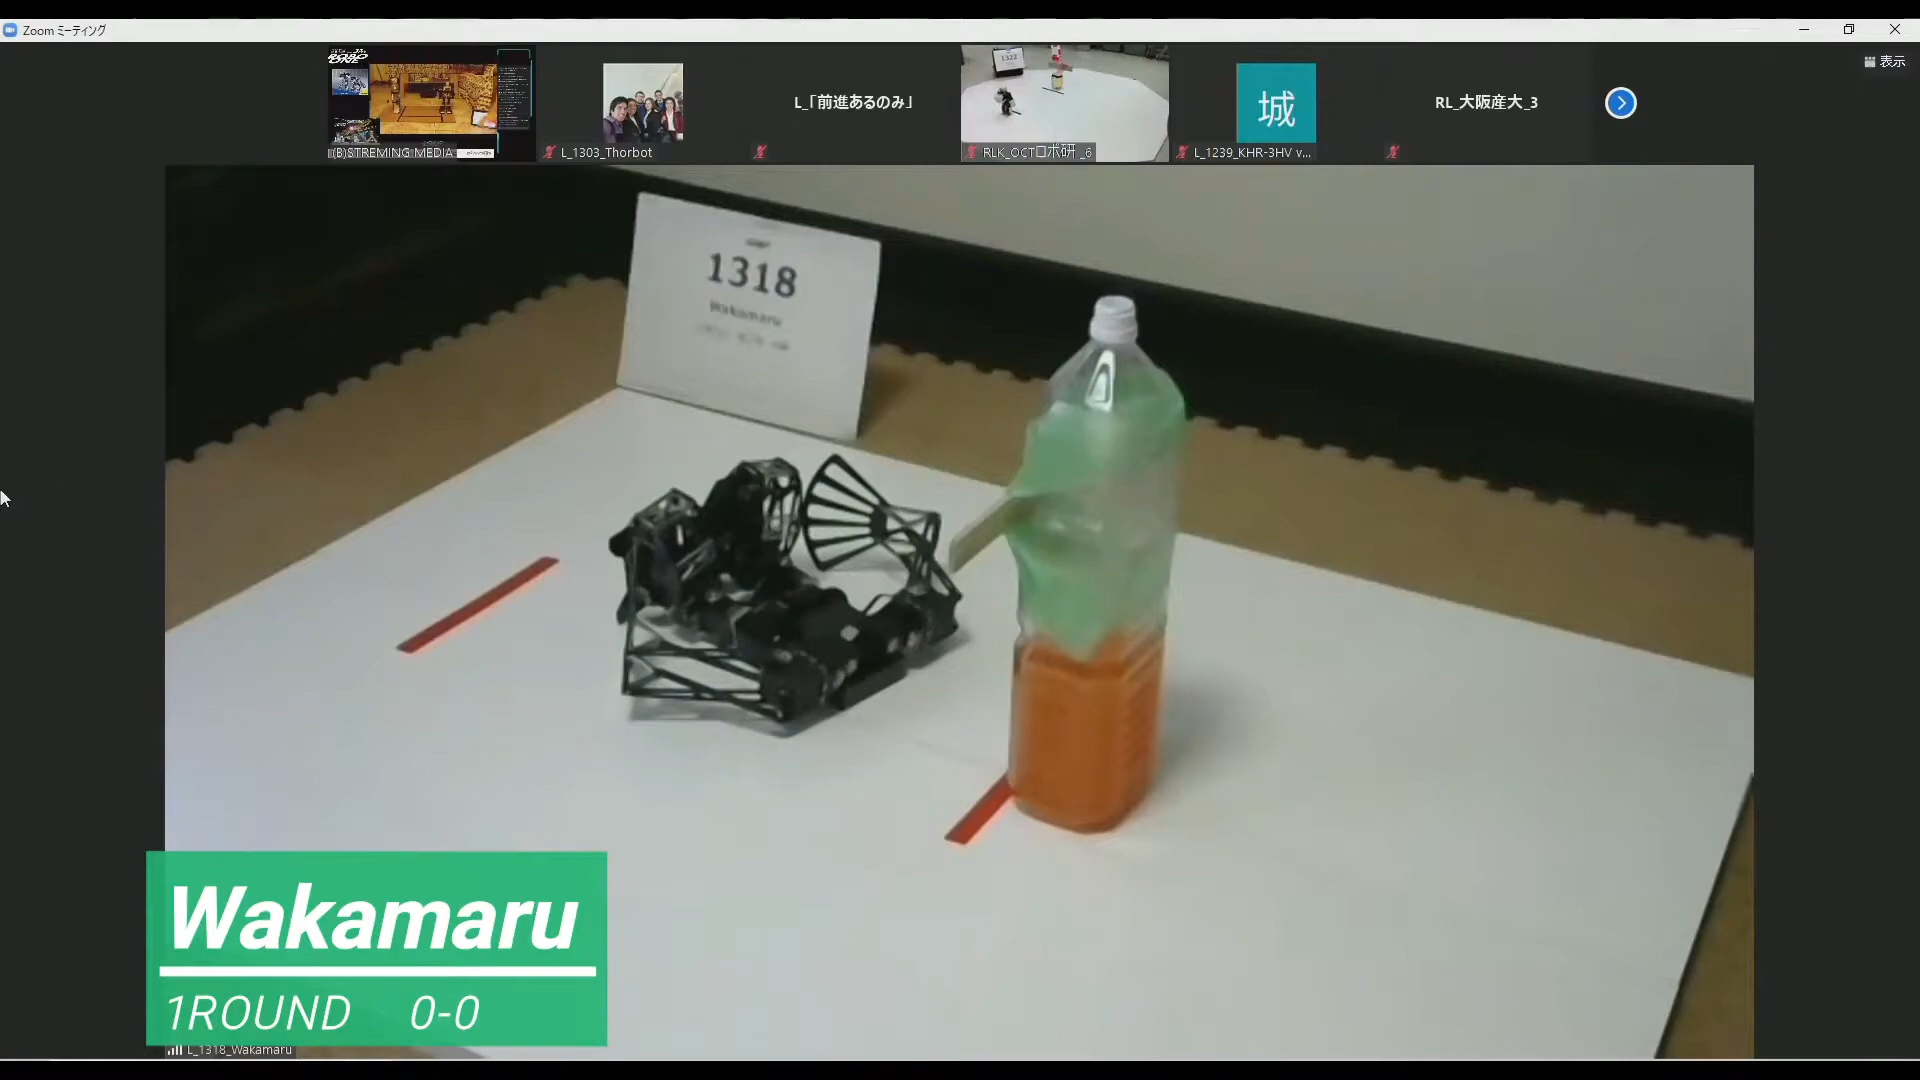 Zoom ミーティング
表示
(B)STREMING MEDIA
L_1303_Thorbot
L_「前進あるのみ」
1322
RLK_OCTロボ研_6
城
L_1239_KHR-3HV v...
RL_大阪産大_3
1318
Wakamaru
Wakamaru
1ROUND 0-0
L_1318_Wakamaru